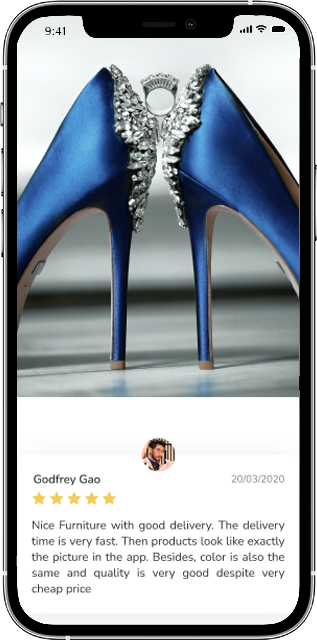 9:41
Godfrey Gao
20/03/2020
Nice Furniture with good delivery. The delivery
time is very fast. Then products look like exactly
the picture in the app. Besides, color is also the
same and quality is very good despite very
cheap price